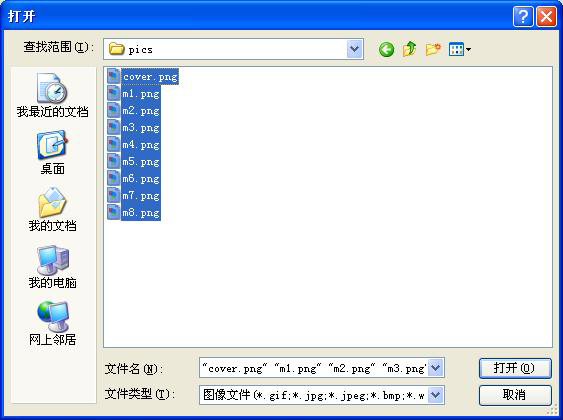 打开
查找范围(I):
pics
cover.png
m1.png
m2.png
m3.png
m4.png
m5.png
m6.png
m7.png
m8.png
我最近的文档
桌面
我的文档
我的电脑
网上邻居
文件名(N):
"cover.png" "m1.png" "m2.png" "m3.png"
打开(O)
文件类型(T):
图像文件(*.gif;*.jpg;*.jpeg;*.bmp;*.w
取消